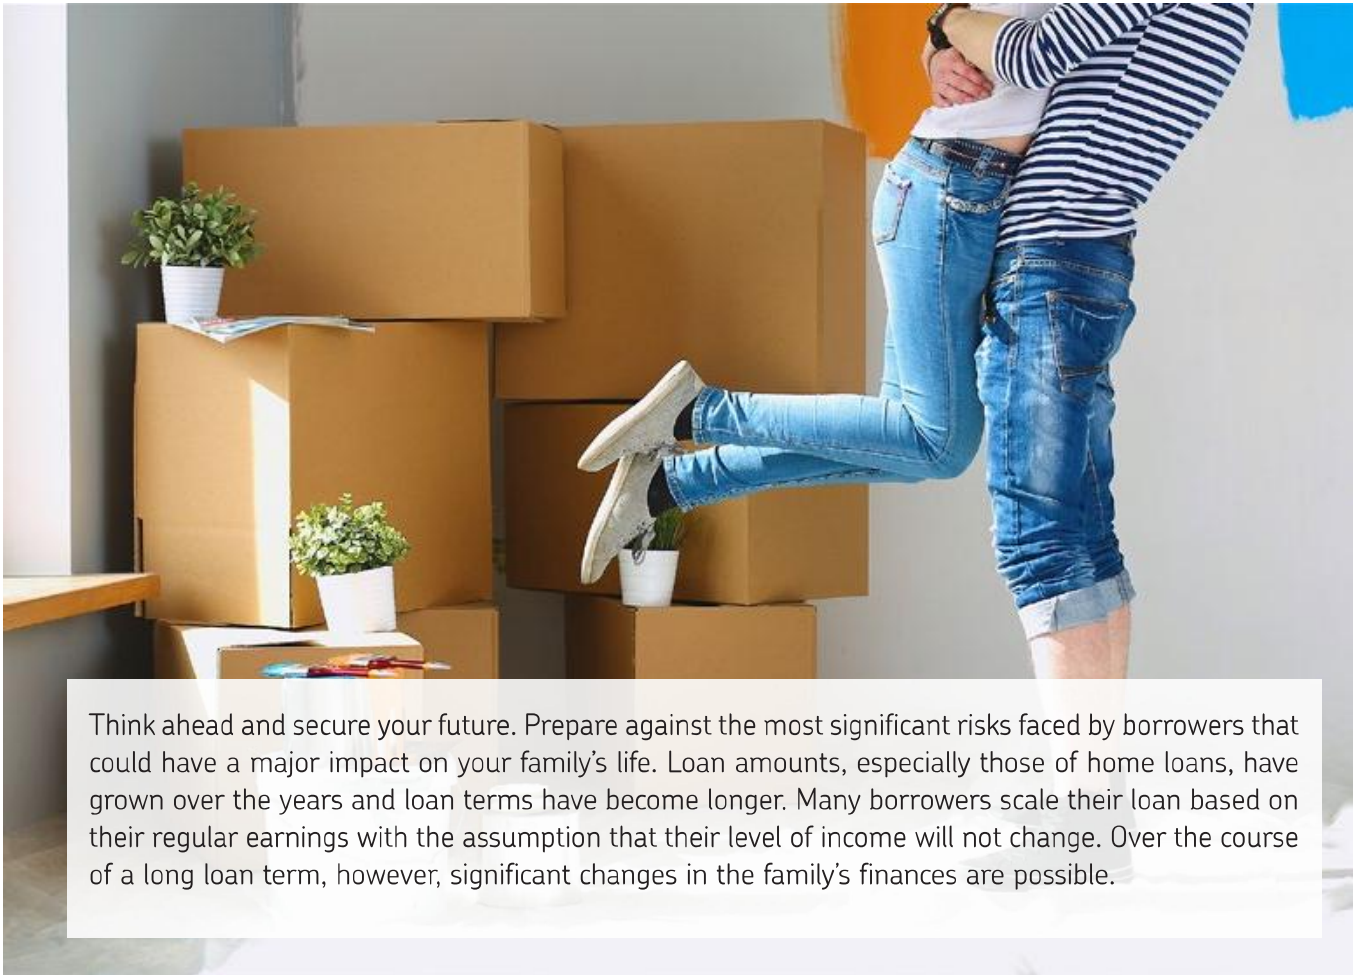 Think ahead and secure your future. Prepare against the most significant risks faced by borrowers that
could have a major impact on your family’s life. Loan amounts, especially those of home loans, have
grown over the years and loan terms have become longer. Many borrowers scale their loan based on
their regular earnings with the assumption that their level of income will not change. Over the course
of a long loan term, however, significant changes in the family’s finances are possible.